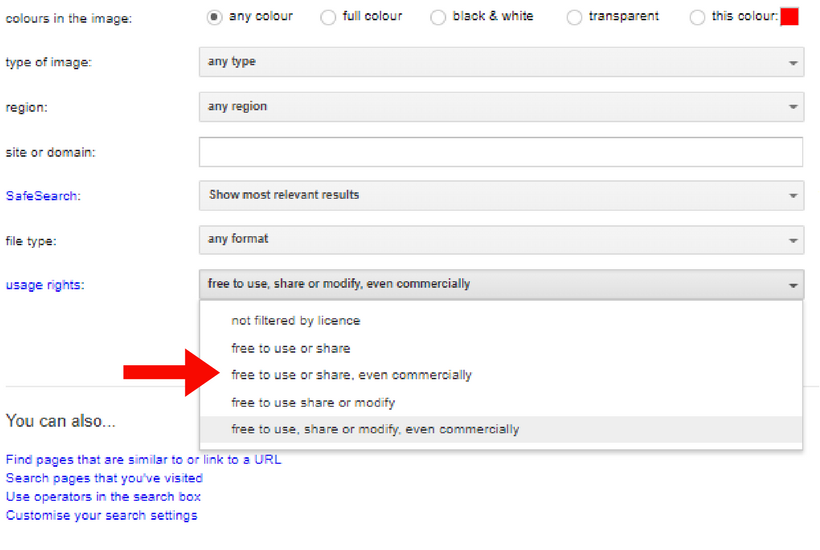 colours in the image: any colour full colour black & white transparent this colour:
type of image: any type
region: any region
site or domain:
SafeSearch: Show most relevant results
file type: any format
usage rights: free to use, share or modify, even commercially
not filtered by licence
free to use or share
free to use or share, even commercially
free to use share or modify
free to use, share or modify, even commercially
You can also...
Find pages that are similar to or link to a URL
Search pages that you've visited
Use operators in the search box
Customise your search settings